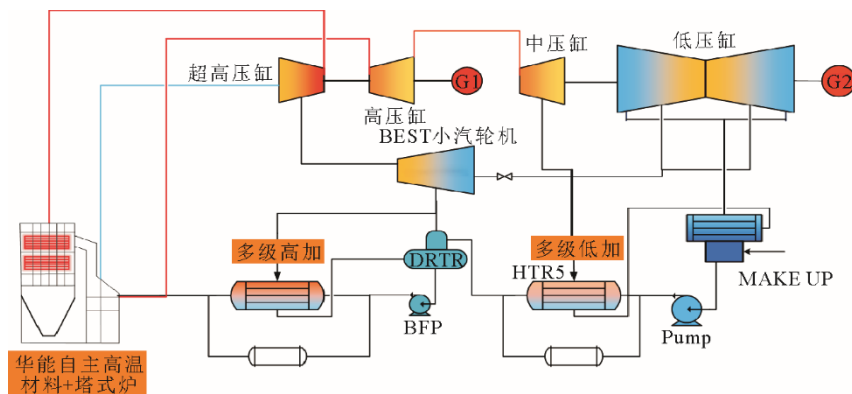 超高压缸
高压缸
G1
中压缸
低压缸
G2
BEST小汽轮机
多级高加
DRTR
多级低加
HTR5
MAKE UP
BFP
Pump
华能自主高温
材料+塔式炉